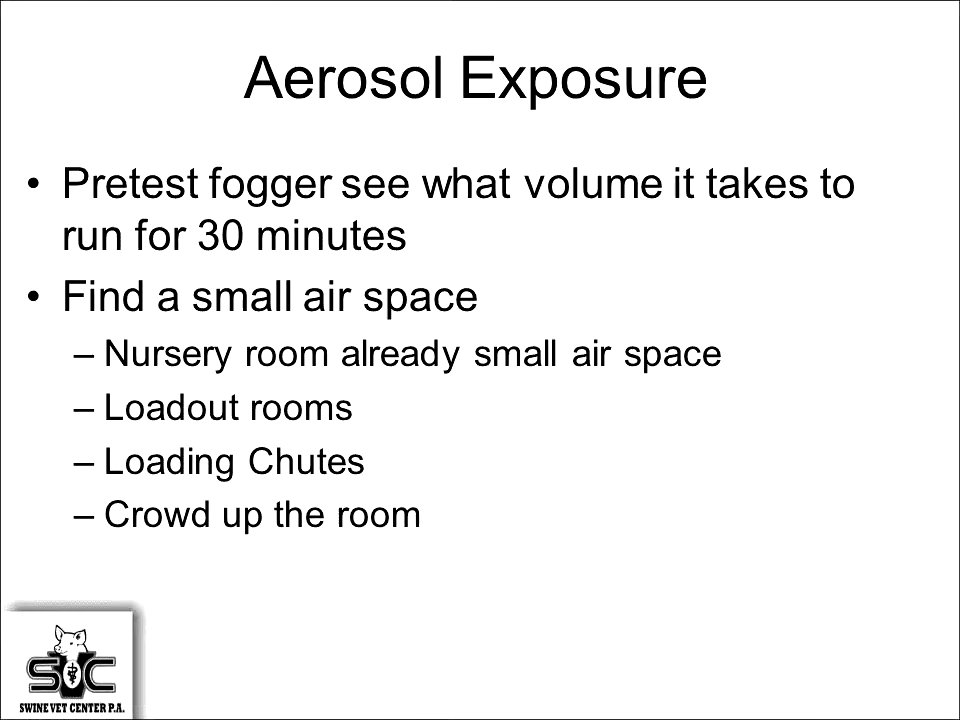 Aerosol Exposure
• Pretest fogger see what volume it takes to
run for 30 minutes
• Find a small air space
– Nursery room already small air space
– Loadout rooms
– Loading Chutes
– Crowd up the room
SVC
SWINE VET CENTER P.A.